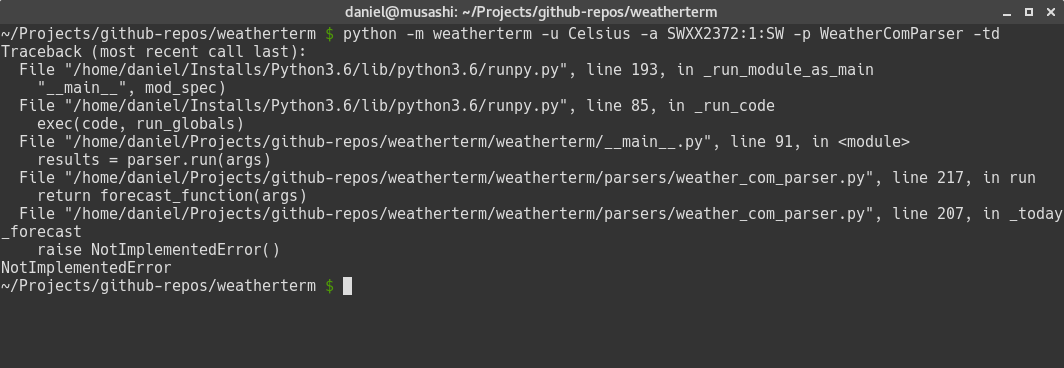 daniel@musashi: ~/Projects/github-repos/weatherterm
~/Projects/github-repos/weatherterm $ python -m weatherterm -u Celsius -a SWXX2372:1:SW -p WeatherComParser -td
Traceback (most recent call last):
  File "/home/daniel/Installs/Python3.6/lib/python3.6/runpy.py", line 193, in _run_module_as_main
    "__main__", mod_spec)
  File "/home/daniel/Installs/Python3.6/lib/python3.6/runpy.py", line 85, in _run_code
    exec(code, run_globals)
  File "/home/daniel/Projects/github-repos/weatherterm/weatherterm/__main__.py", line 91, in <module>
    results = parser.run(args)
  File "/home/daniel/Projects/github-repos/weatherterm/weatherterm/parsers/weather_com_parser.py", line 217, in run
    return forecast_function(args)
  File "/home/daniel/Projects/github-repos/weatherterm/weatherterm/parsers/weather_com_parser.py", line 207, in _today
_forecast
    raise NotImplementedError()
NotImplementedError
~/Projects/github-repos/weatherterm $